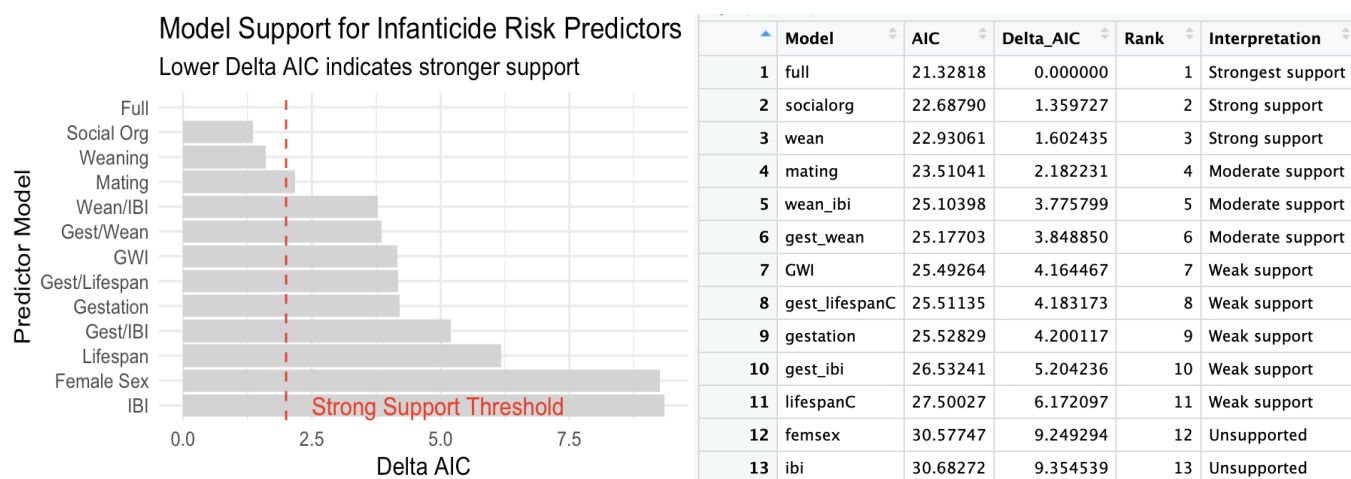 Model Support for Infanticide Risk Predictors
Lower Delta AIC indicates stronger support
Predictor Model
Full
Social Org
Weaning
Mating
Wean/IBI
Gest/Wean
GWI
Gest/Lifespan
Gestation
Gest/IBI
Lifespan
Female Sex
IBI
Strong Support Threshold
0.0 2.5 5.0 7.5
Delta AIC
Model AIC Delta_AIC Rank Interpretation
1 full 21.32818 0.000000 1 Strongest support
2 socialorg 22.68790 1.359727 2 Strong support
3 wean 22.93061 1.602435 3 Strong support
4 mating 23.51041 2.182231 4 Moderate support
5 wean_ibi 25.10398 3.775799 5 Moderate support
6 gest_wean 25.17703 3.848850 6 Moderate support
7 GWI 25.49264 4.164467 7 Weak support
8 gest_lifespanC 25.51135 4.183173 8 Weak support
9 gestation 25.52829 4.200117 9 Weak support
10 gest_ibi 26.53241 5.204236 10 Weak support
11 lifespanC 27.50027 6.172097 11 Weak support
12 femsex 30.57747 9.249294 12 Unsupported
13 ibi 30.68272 9.354539 13 Unsupported